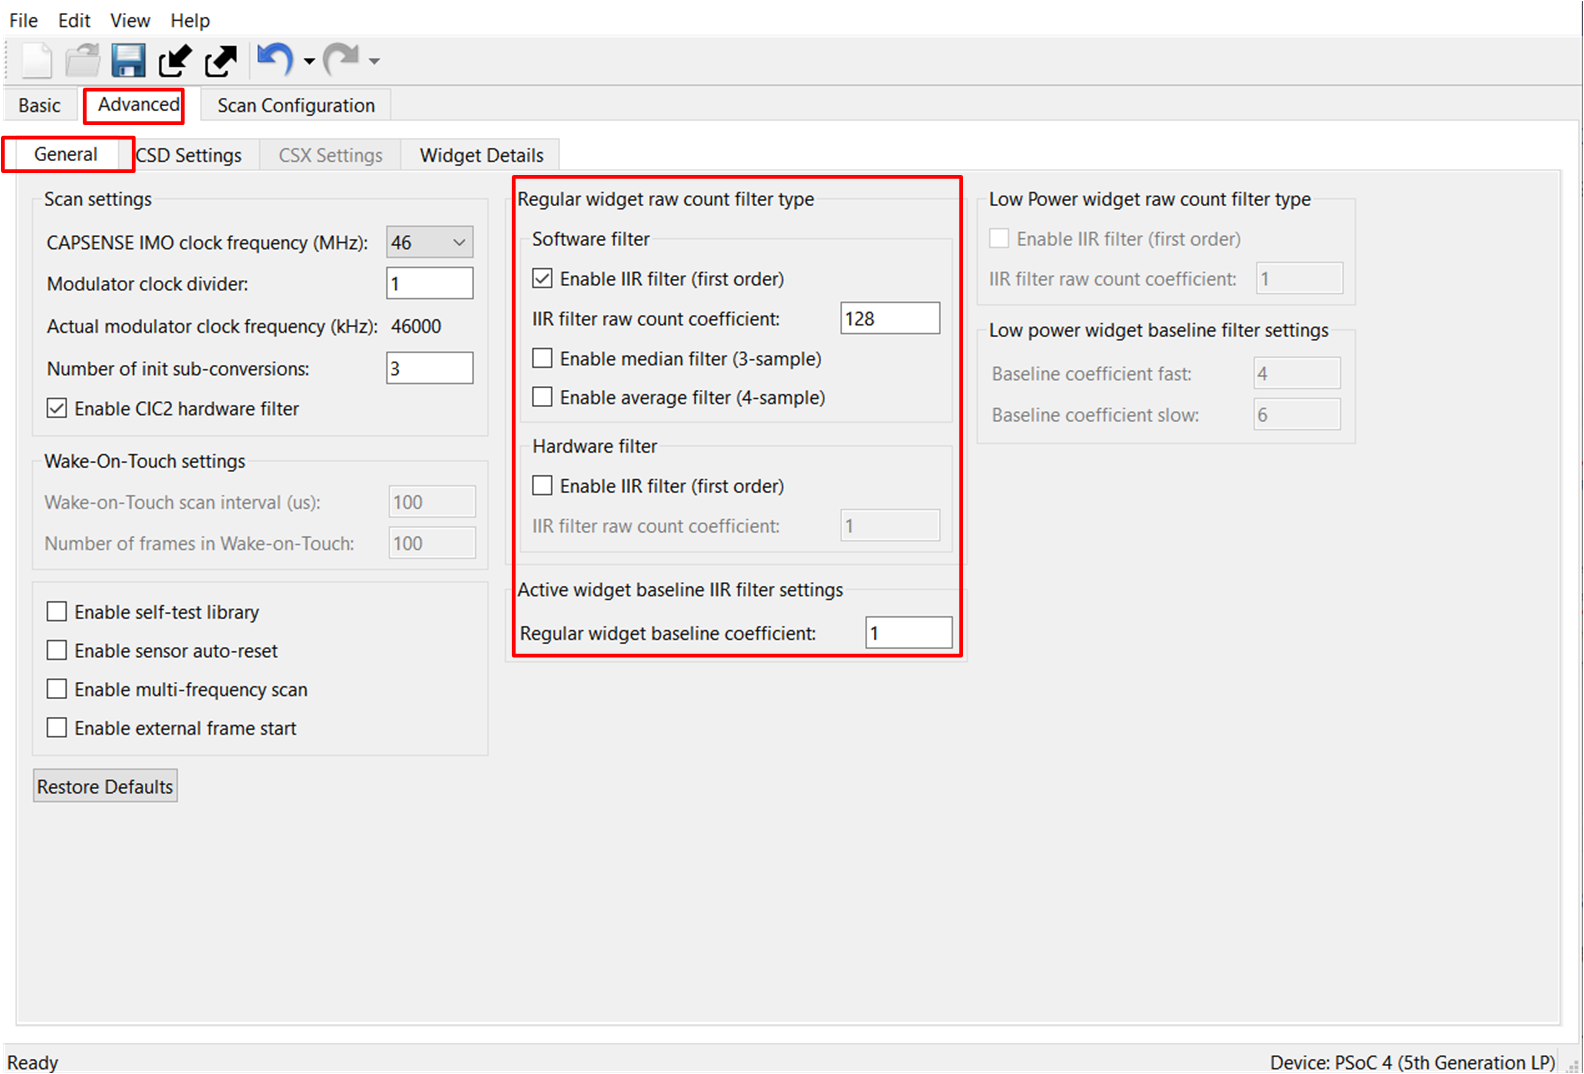 File Edit View Help
Basic Advanced Scan Configuration
General CSD Settings CSX Settings Widget Details
Scan settings
CAPSENSE IMO clock frequency (MHz): 46
Modulator clock divider: 1
Actual modulator clock frequency (kHz): 46000
Number of init sub-conversions: 3
Enable CIC2 hardware filter
Wake-On-Touch settings
Wake-on-Touch scan interval (us): 100
Number of frames in Wake-on-Touch: 100
Enable self-test library
Enable sensor auto-reset
Enable multi-frequency scan
Enable external frame start
Restore Defaults
Regular widget raw count filter type
Software filter
Enable IIR filter (first order)
IIR filter raw count coefficient: 128
Enable median filter (3-sample)
Enable average filter (4-sample)
Hardware filter
Enable IIR filter (first order)
IIR filter raw count coefficient: 1
Active widget baseline IIR filter settings
Regular widget baseline coefficient: 1
Low Power widget raw count filter type
Enable IIR filter (first order)
IIR filter raw count coefficient: 1
Low power widget baseline filter settings
Baseline coefficient fast: 4
Baseline coefficient slow: 6
Ready
Device: PSoC 4 (5th Generation LP)